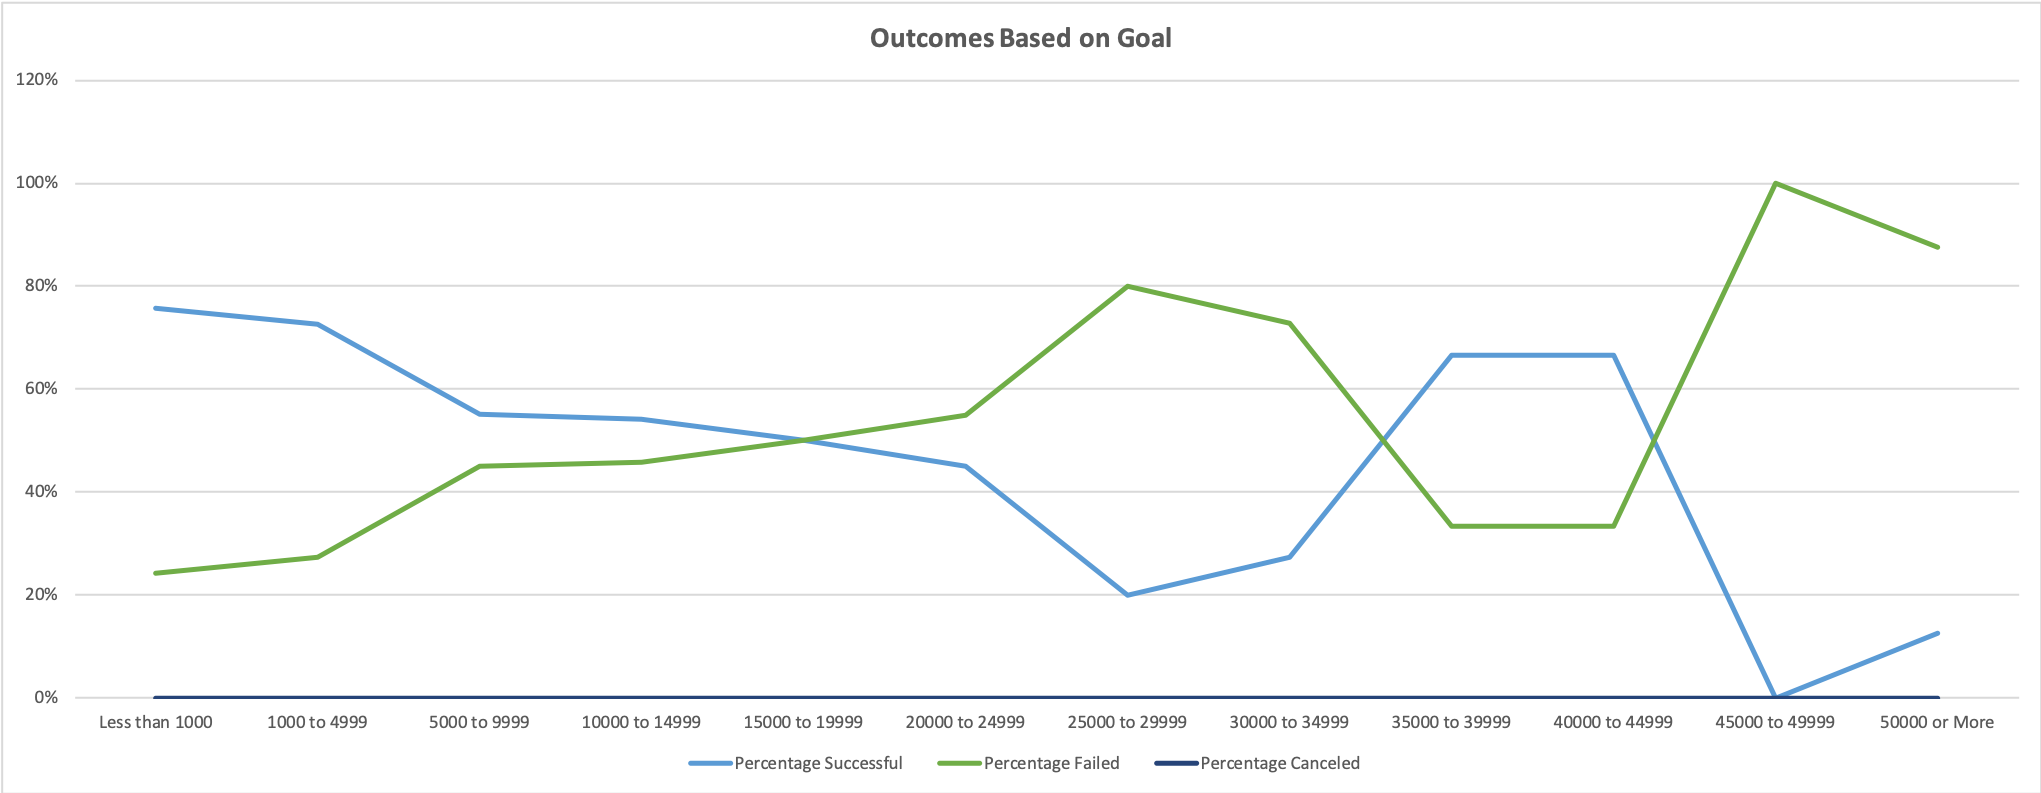 Outcomes Based on Goal
120%
100%
80%
60%
40%
20%
0%
Less than 1000 1000 to 4999 5000 to 9999 10000 to 14999 15000 to 19999 20000 to 24999 25000 to 29999 30000 to 34999 35000 to 39999 40000 to 44999 45000 to 49999 50000 or More
Percentage Successful Percentage Failed Percentage Canceled